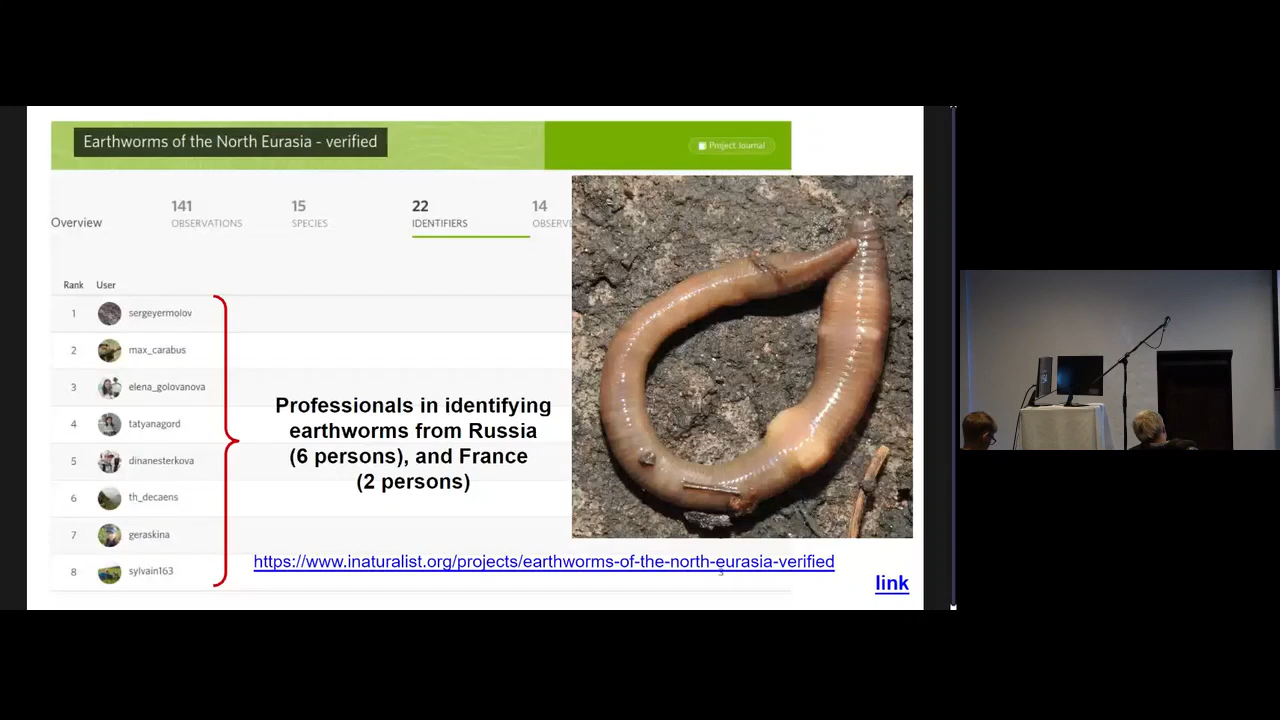 Earthworms of the North Eurasia - verified
Project Journal
Overview
141
OBSERVATIONS
15
SPECIES
22
IDENTIFIERS
14
OBSERVE
Rank User
1 sergeyermolov
2 max_carabus
3 elena_golovanova
4 tatyanagord
5 dinanesterkova
6 th_decaens
7 geraskina
8 sylvain163
Professionals in identifying
earthworms from Russia
(6 persons), and France
(2 persons)
https://www.inaturalist.org/projects/earthworms-of-the-north-eurasia-verified
3
link